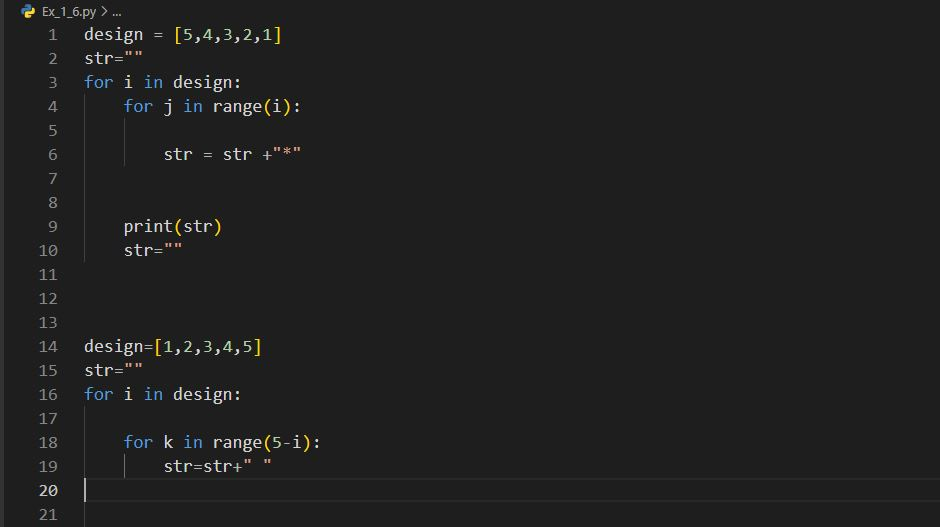 Ex_1_6.py > ...
1 design = [5,4,3,2,1]
2 str=""
3 for i in design:
4     for j in range(i):
5
6         str = str +"*"
7
8
9     print(str)
10     str=""
11
12
13
14 design=[1,2,3,4,5]
15 str=""
16 for i in design:
17
18     for k in range(5-i):
19         str=str+" "
20
21